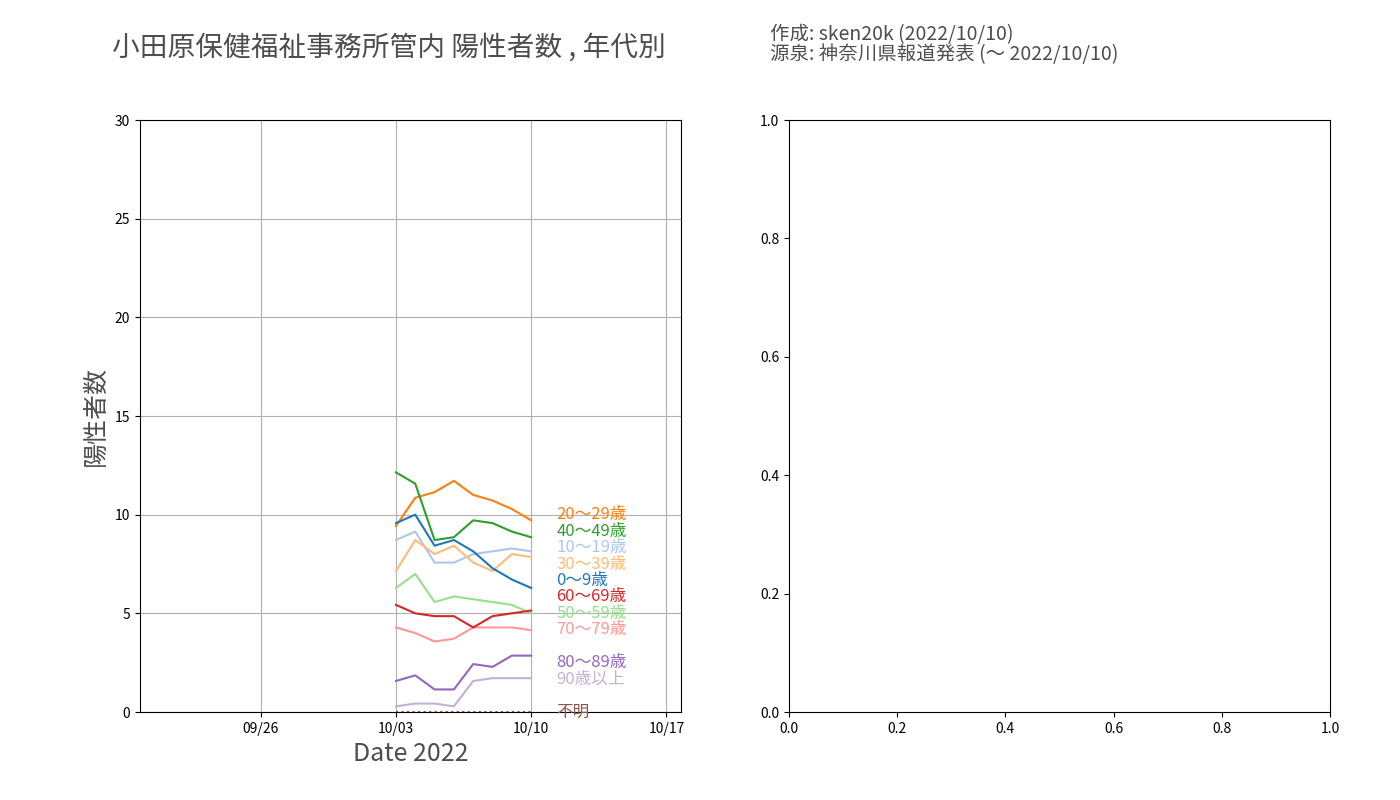 小田原保健福祉事務所管内 陽性者数 , 年代別
作成: sken20k (2022/10/10)
源泉: 神奈川県報道発表 (〜 2022/10/10)
陽性者数
30
25
20
15
10
5
0
20〜29歳
40〜49歳
10〜19歳
30〜39歳
0〜9歳
60〜69歳
50〜59歳
70〜79歳
80〜89歳
90歳以上
不明
09/26 10/03 10/10 10/17
Date 2022
1.0
0.8
0.6
0.4
0.2
0.0
0.0 0.2 0.4 0.6 0.8 1.0